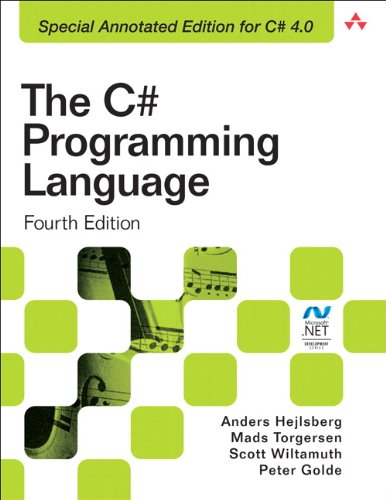 Special Annotated Edition for C# 4.0
The C#
Programming
Language
Fourth Edition
Microsoft
.NET
DEVELOPMENT
SERIES
Anders Hejlsberg
Mads Torgersen
Scott Wiltamuth
Peter Golde